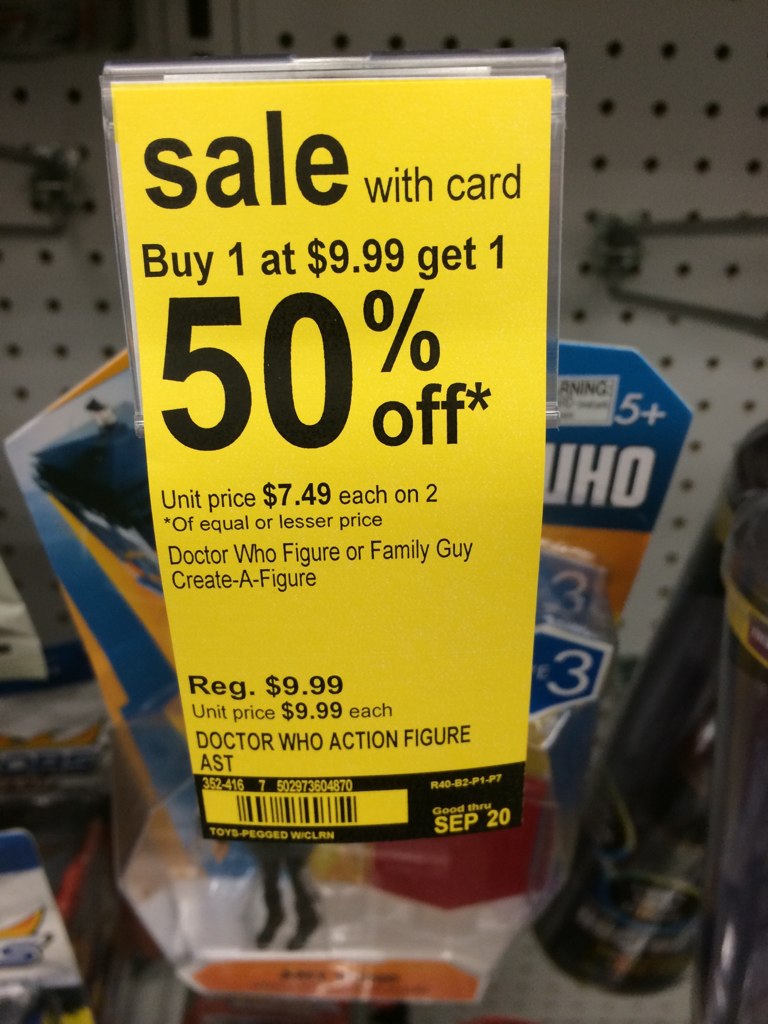 sale with card
Buy 1 at $9.99 get 1
50% off*
Unit price $7.49 each on 2
*Of equal or lesser price
Doctor Who Figure or Family Guy
Create-A-Figure
Reg. $9.99
Unit price $9.99 each
DOCTOR WHO ACTION FIGURE
AST
352-416 7 502973604870 R40-B2-P1-P7
Good thru
SEP 20
TOYS-PEGGED W/CLRN
RNING:
5+
WHO
3
3